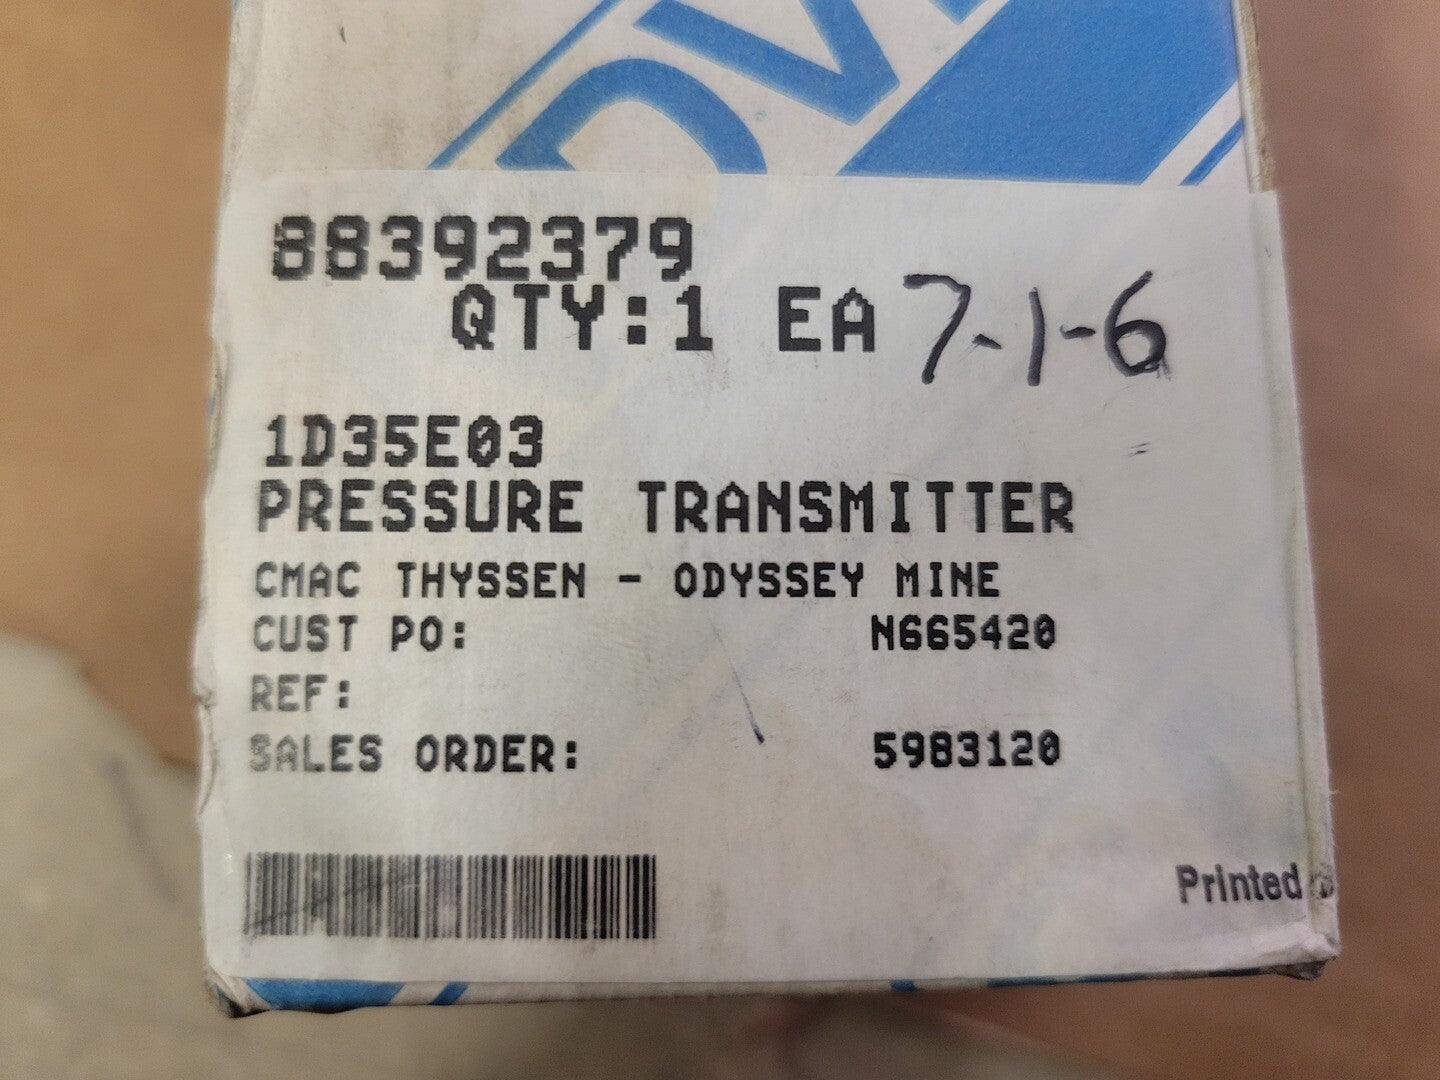 88392379
QTY:1 EA 7-1-6
1D35E03
PRESSURE TRANSMITTER
CMAC THYSSEN - ODYSSEY MINE
CUST PO: N665420
REF:
SALES ORDER: 5983120
Printed